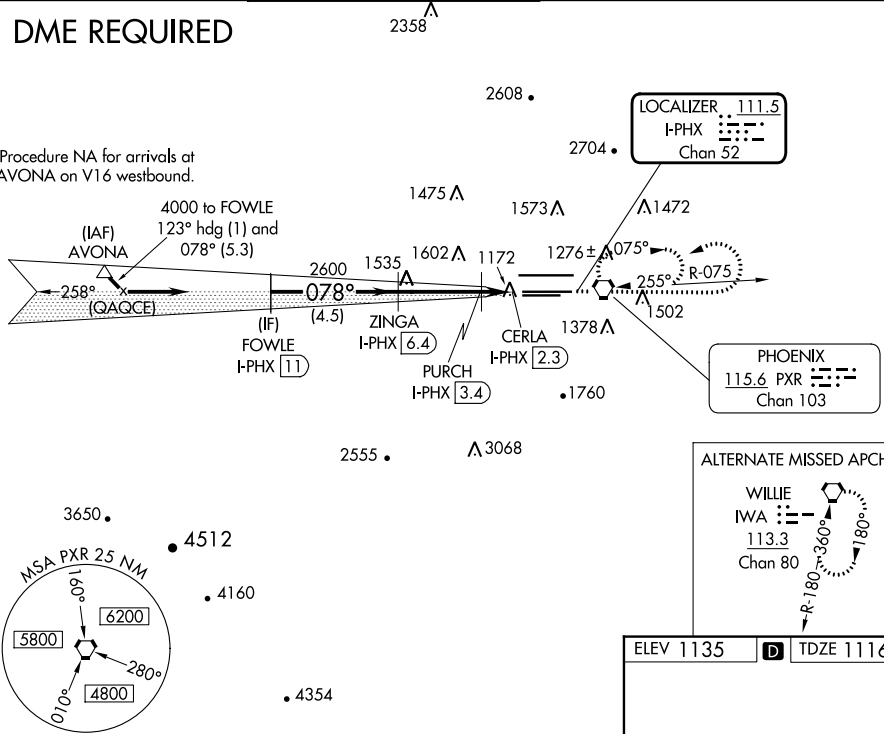 DME REQUIRED
2358
2608
LOCALIZER 111.5
I-PHX
Chan 52
2704
Procedure NA for arrivals at
AVONA on V16 westbound.
1475
1573
1472
4000 to FOWLE
123° hdg (1) and
078° (5.3)
(IAF)
AVONA
1602
1172
1276±
075°
2600
1535
255°
R-075
258°
078°
(QAQCE)
(4.5)
1502
(IF)
FOWLE
I-PHX 11
ZINGA
I-PHX 6.4
CERLA
I-PHX 2.3
1378
PURCH
I-PHX 3.4
PHOENIX
115.6 PXR
Chan 103
1760
2555
3068
ALTERNATE MISSED APCH
WILLIE
IWA
113.3
Chan 80
360°
180°
R-180
3650
4512
4160
MSA PXR 25 NM
160°
6200
5800
280°
4800
010°
4354
ELEV 1135
D
TDZE 1116